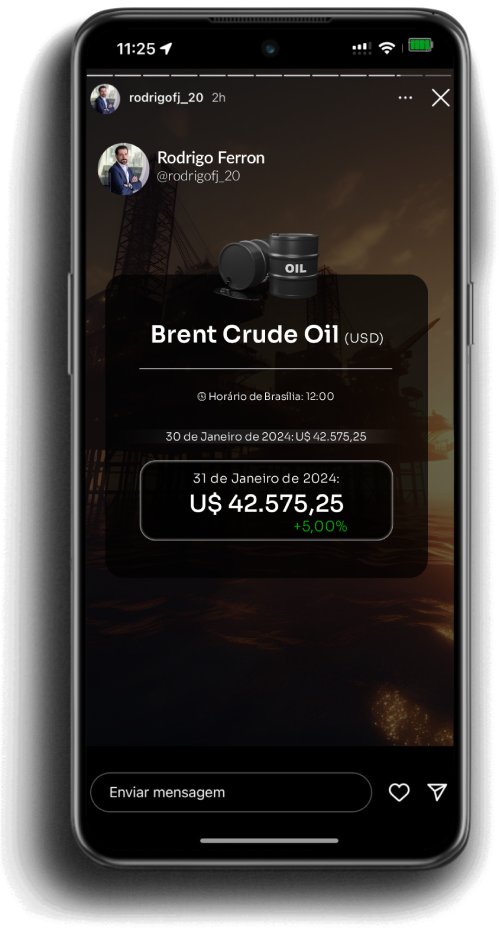 11:25
rodrigofj_20 2h
Rodrigo Ferron
@rodrigofj_20
OIL
Brent Crude Oil (USD)
Horário de Brasília: 12:00
30 de Janeiro de 2024: U$ 42.575,25
31 de Janeiro de 2024:
U$ 42.575,25
+5,00%
Enviar mensagem